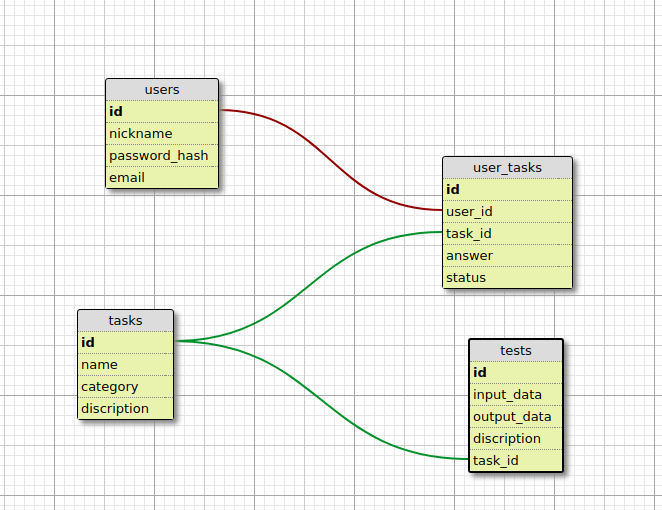 users
id
nickname
password_hash
email
user_tasks
id
user_id
task_id
answer
status
tasks
id
name
category
discription
tests
id
input_data
output_data
discription
task_id